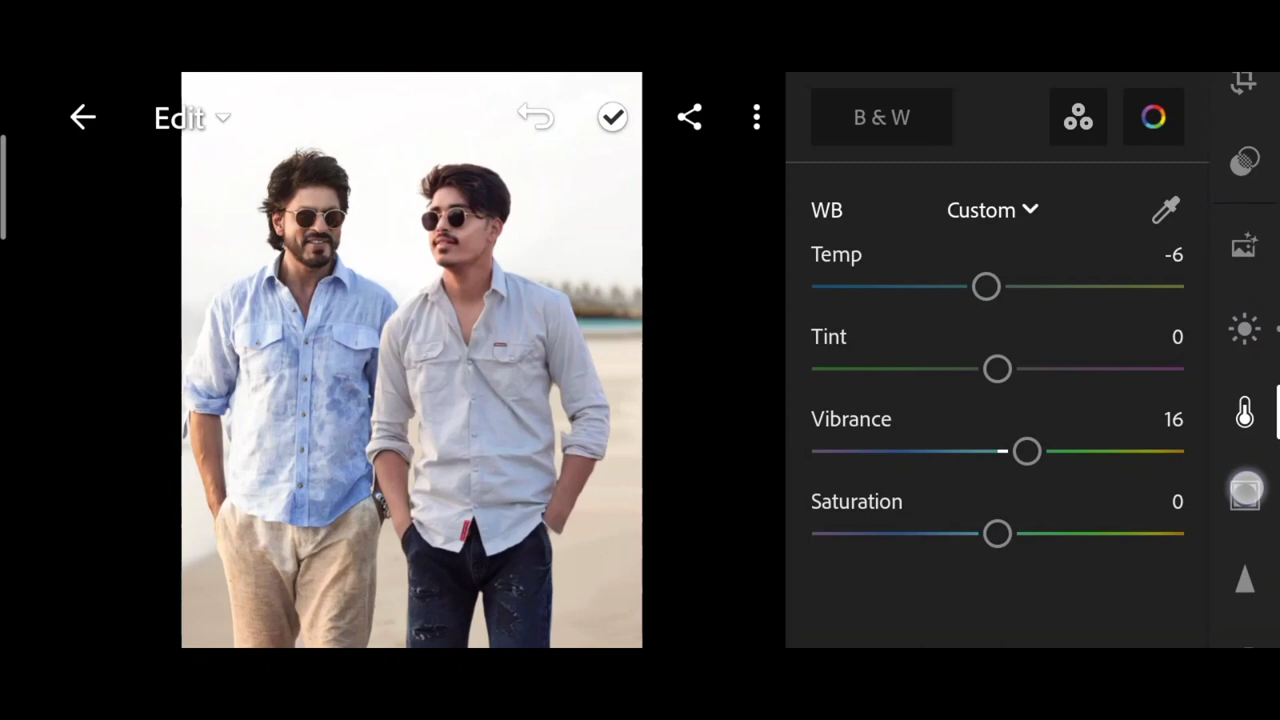 Edit
B & W
WB Custom
Temp -6
Tint 0
Vibrance 16
Saturation 0